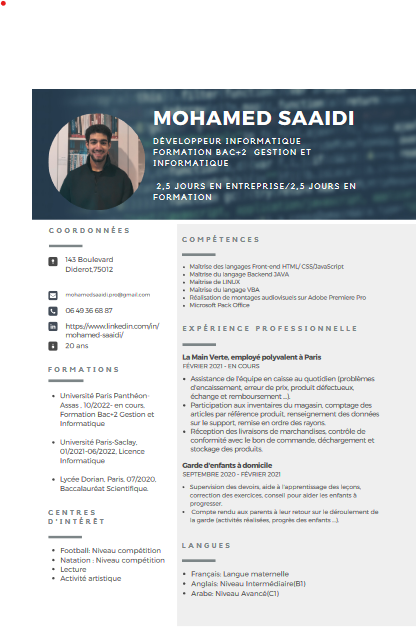 MOHAMED SAAIDI
DÉVELOPPEUR INFORMATIQUE
FORMATION BAC+2 GESTION ET
INFORMATIQUE
2,5 JOURS EN ENTREPRISE/2,5 JOURS EN
FORMATION
COORDONNÉES
143 Boulevard
Diderot,75012
mohamedsaaidi.pro@gmail.com
06 49 36 68 87
https://www.linkedin.com/in/
mohamed-saaidi/
20 ans
FORMATIONS
Université Paris Panthéon-
Assas . 10/2022- en cours.
Formation Bac+2 Gestion et
Informatique
Université Paris-Saclay,
01/2021-06/2022. Licence
Informatique
Lycée Dorian, Paris. 07/2020.
Baccalauréat Scientifique.
CENTRES
D'INTÉRÊT
Football: Niveau compétition
Natation : Niveau compétition
Lecture
Activité artistique
COMPÉTENCES
Maîtrise des langages Front-end HTML/ CSS/JavaScript
Maitrise du langage Backend JAVA
Maitrise de LINUX
Maitrise du langage VBA
Réalisation de montages audiovisuels sur Adobe Premiere Pro
Microsoft Pack Office
EXPÉRIENCE PROFESSIONNELLE
La Main Verte, employé polyvalent à Paris
FÉVRIER 2021 - EN COURS
Assistance de l'équipe en caisse au quotidien (problèmes
d'encaissement, erreur de prix, produit défectueux,
échange et remboursement ...).
Participation aux inventaires du magasin, comptage des
articles par référence produit, renseignement des données
sur le support, remise en ordre des rayons.
Réception des livraisons de marchandises, contrôle de
conformité avec le bon de commande, déchargement et
stockage des produits.
Garde d'enfants à domicile
SEPTEMBRE 2020 - FÉVRIER 2021
Supervision des devoirs, aide à l'apprentissage des leçons,
correction des exercices, conseil pour aider les enfants à
progresser.
Compte rendu aux parents à leur retour sur le déroulement de
la garde (activités réalisées, progrès des enfants ...).
LANGUES
Français: Langue maternelle
Anglais: Niveau Intermédiaire(B1)
Arabe: Niveau Avancé(C1)